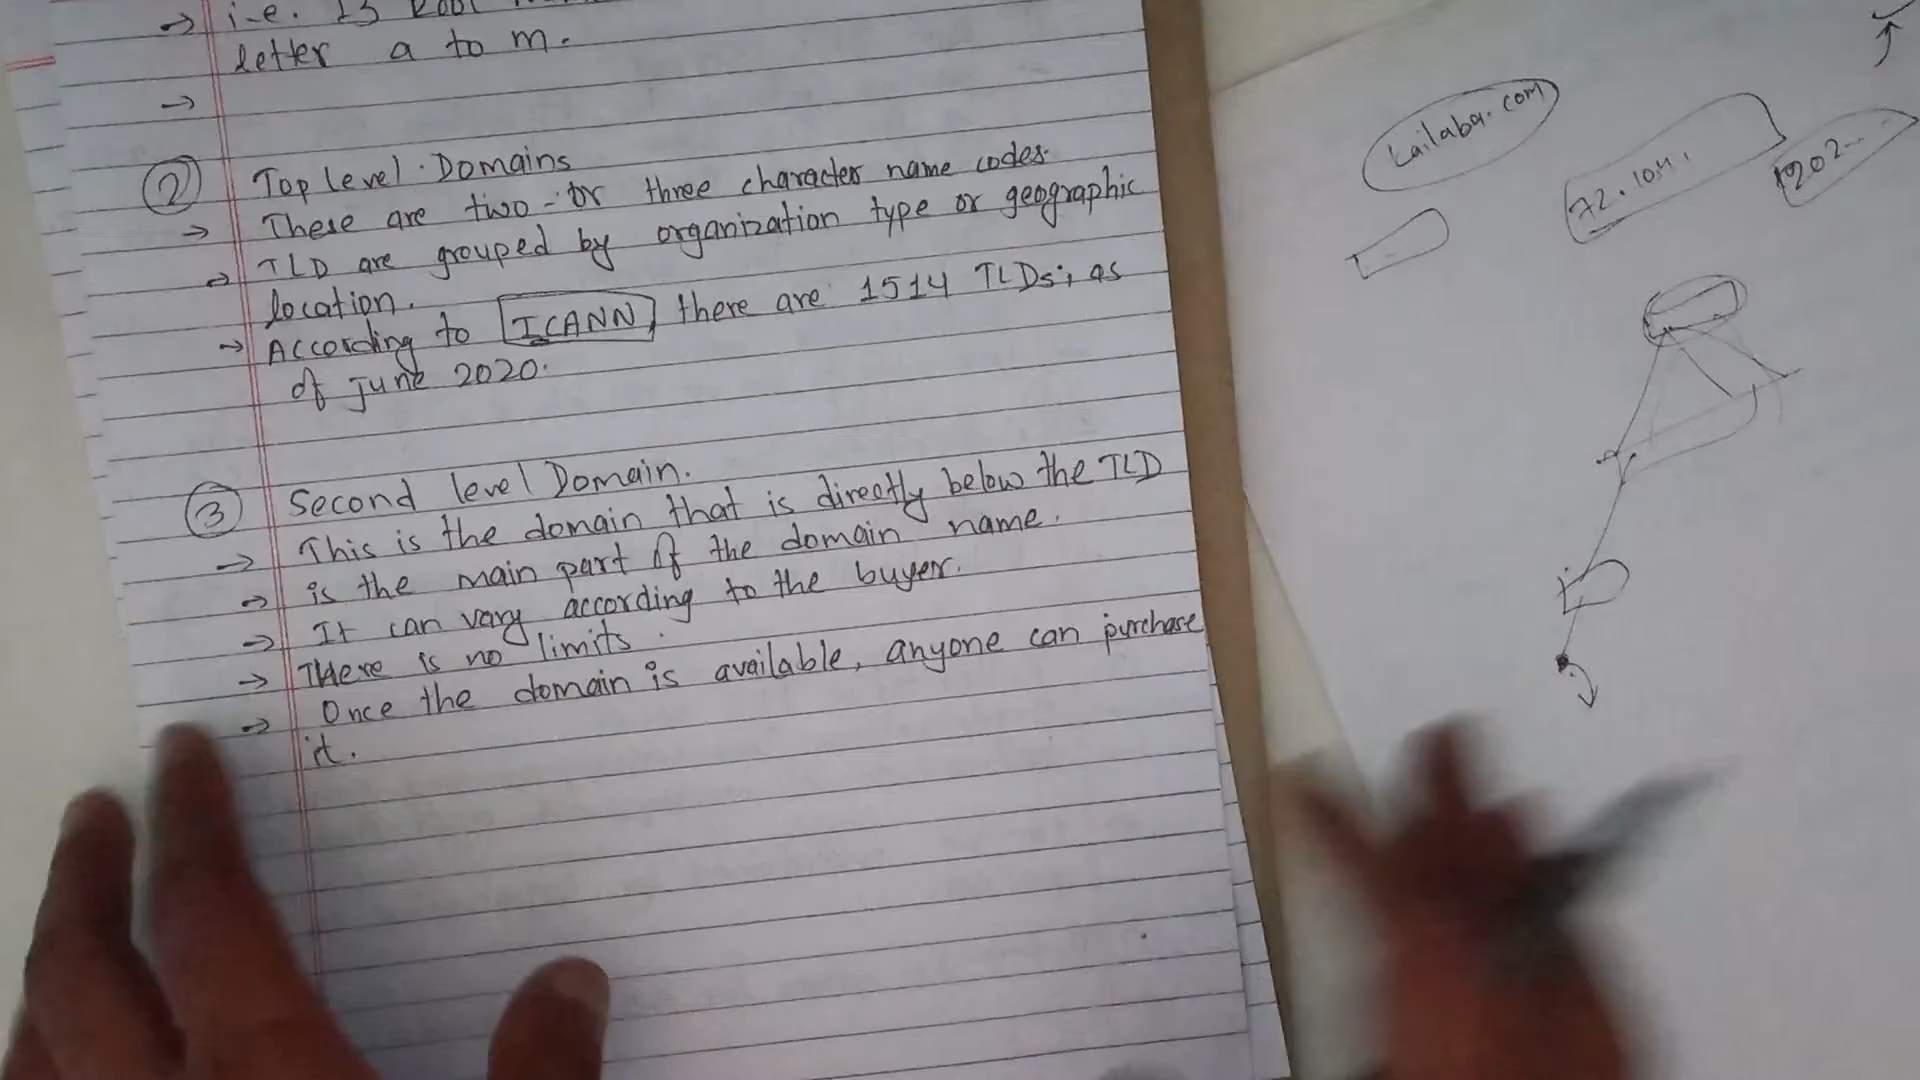 → i.e. 13 Root
letter a to m.
→
② Top level Domains
→ These are two or three character name codes.
→ TLD are grouped by organization type or geographic
location.
→ According to ICANN, there are 1514 TLDs, as
of june 2020.
③ Second level Domain.
→ This is the domain that is directly below the TLD
→ is the main part of the domain name.
→ It can vary according to the buyer.
→ There is no limits.
→ Once the domain is available, anyone can purchase
it.
kailaba.com
72.104.
202...